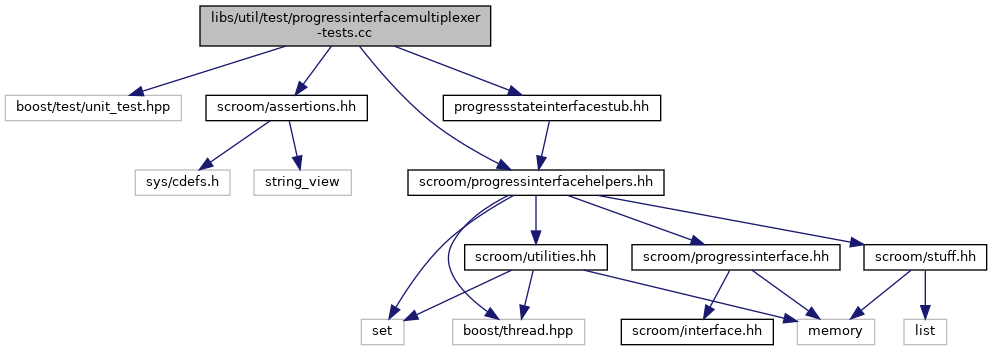 libs/util/test/progressinterfacemultiplexer
-tests.cc
boost/test/unit_test.hpp
scroom/assertions.hh
progressstateinterfacestub.hh
sys/cdefs.h
string_view
scroom/progressinterfacehelpers.hh
scroom/utilities.hh
scroom/progressinterface.hh
scroom/stuff.hh
set
boost/thread.hpp
scroom/interface.hh
memory
list